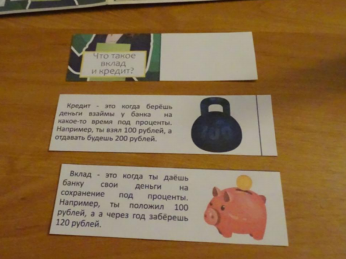 Что такое
вклад
и кредит?
Кредит - это когда берёшь
деньги взаймы у банка на
какое-то время под проценты.
Например, ты взял 100 рублей, а
отдавать будешь 200 рублей.
100
Вклад - это когда ты даёшь
банку свои деньги на
сохранение под проценты.
Например, ты положил 100
рублей, а а через год заберёшь
120 рублей.